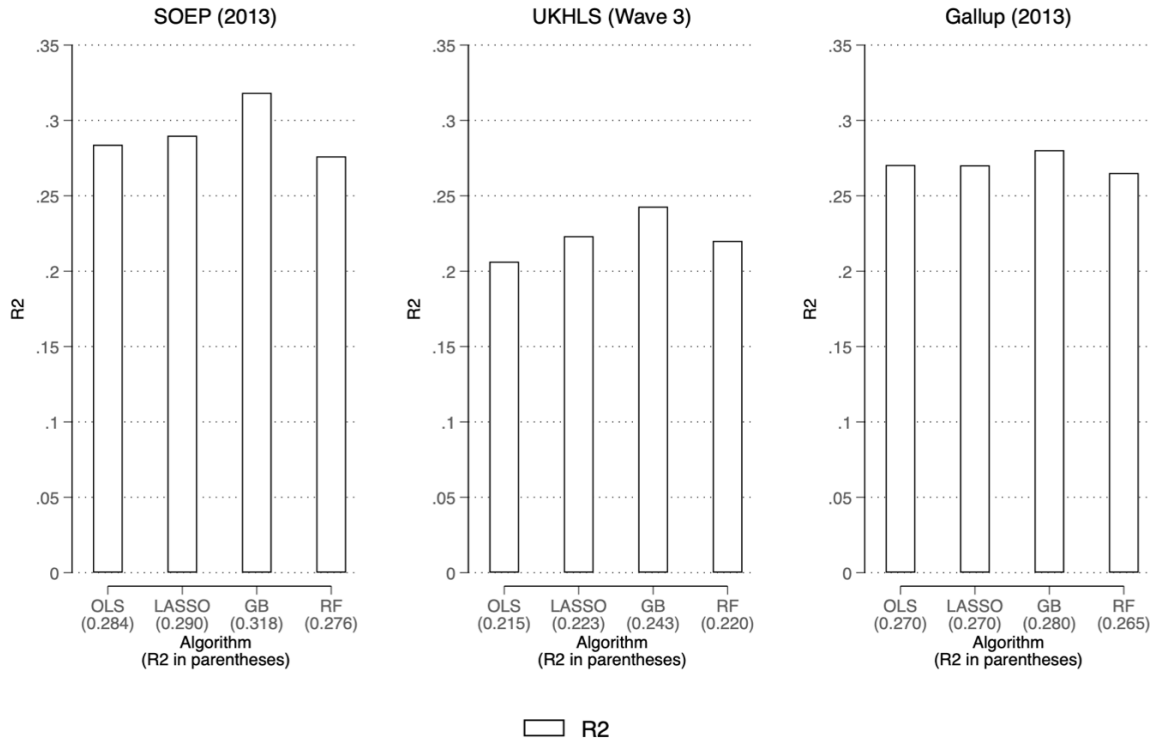 SOEP (2013)
.35
.3
.25
.2
.15
.1
.05
0
R2
OLS LASSO GB RF
(0.284) (0.290) (0.318) (0.276)
Algorithm
(R2 in parentheses)
UKHLS (Wave 3)
.35
.3
.25
.2
.15
.1
.05
0
R2
OLS LASSO GB RF
(0.215) (0.223) (0.243) (0.220)
Algorithm
(R2 in parentheses)
Gallup (2013)
.35
.3
.25
.2
.15
.1
.05
0
R2
OLS LASSO GB RF
(0.270) (0.270) (0.280) (0.265)
Algorithm
(R2 in parentheses)
R2